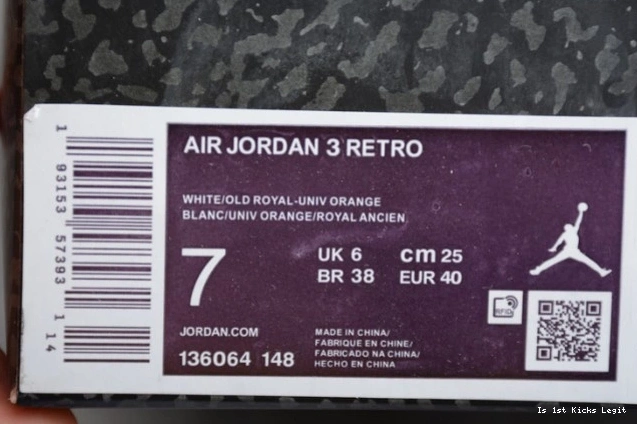 AIR JORDAN 3 RETRO
WHITE/OLD ROYAL-UNIV ORANGE
BLANC/UNIV ORANGE/ROYAL ANCIEN
7
UK 6 cm 25
BR 38 EUR 40
RFID
JORDAN.COM
136064 148
MADE IN CHINA/
FABRIQUE EN CHINE/
FABRICADO NA CHINA/
HECHO EN CHINA
1 93153 57393 1 14
Is 1st Kicks Legit